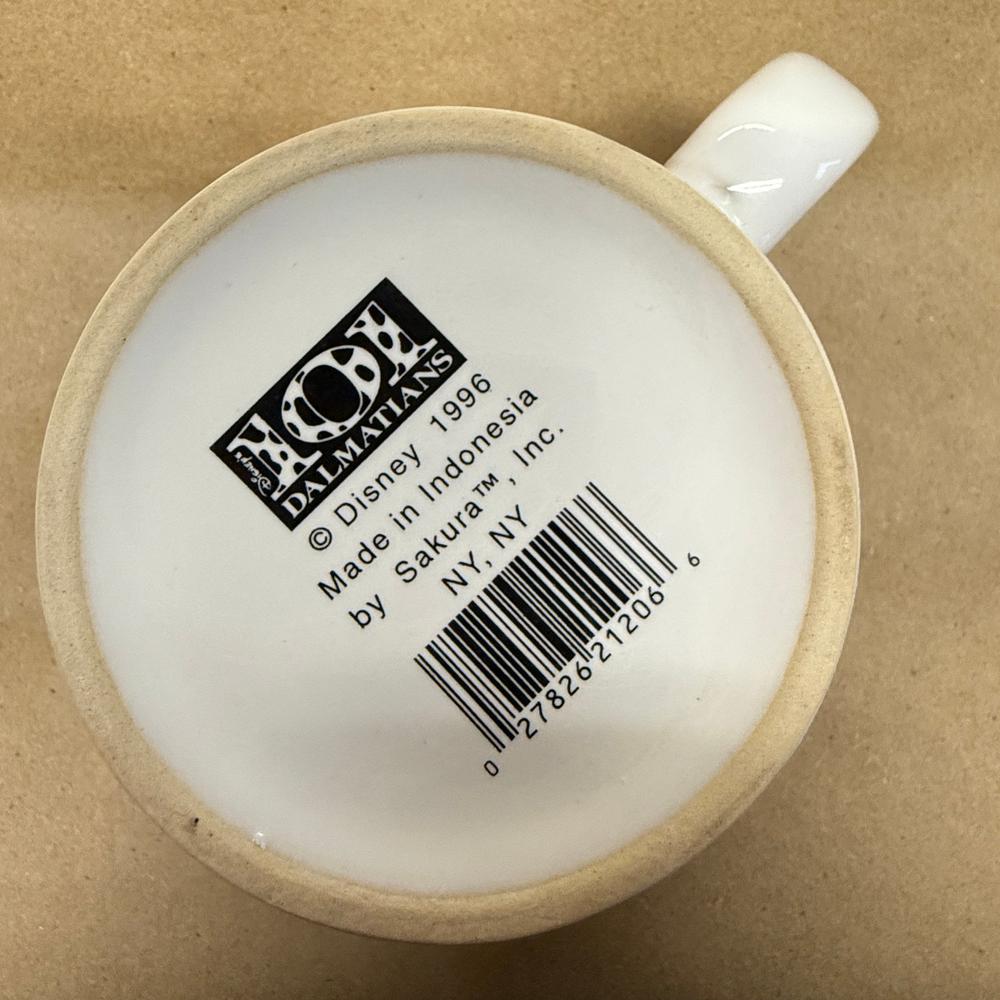 Disney's
101
DALMATIANS
© Disney 1996
Made in Indonesia
by Sakura™, Inc.
NY, NY
0 27826 21206 6